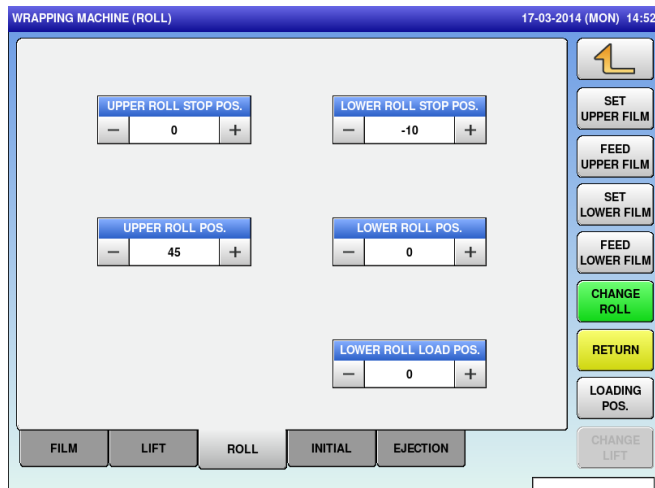 WRAPPING MACHINE (ROLL)
17-03-2014 (MON) 14:52
UPPER ROLL STOP POS.
− 0 +
LOWER ROLL STOP POS.
− -10 +
UPPER ROLL POS.
− 45 +
LOWER ROLL POS.
− 0 +
LOWER ROLL LOAD POS.
− 0 +
SET
UPPER FILM
FEED
UPPER FILM
SET
LOWER FILM
FEED
LOWER FILM
CHANGE
ROLL
RETURN
LOADING
POS.
CHANGE
LIFT
FILM
LIFT
ROLL
INITIAL
EJECTION